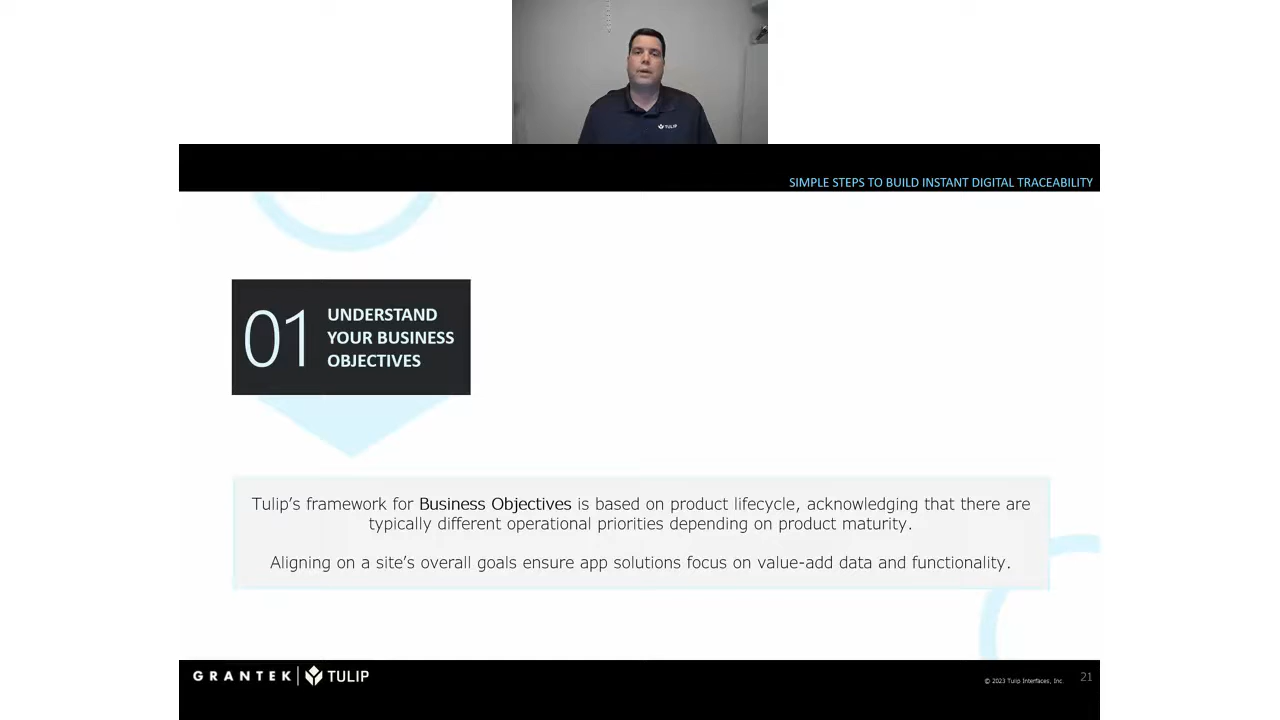 TULIP
SIMPLE STEPS TO BUILD INSTANT DIGITAL TRACEABILITY
01
UNDERSTAND
YOUR BUSINESS
OBJECTIVES
Tulip’s framework for Business Objectives is based on product lifecycle, acknowledging that there are
typically different operational priorities depending on product maturity.
Aligning on a site’s overall goals ensure app solutions focus on value-add data and functionality.
GRANTEK | TULIP
© 2023 Tulip Interfaces, Inc.
21